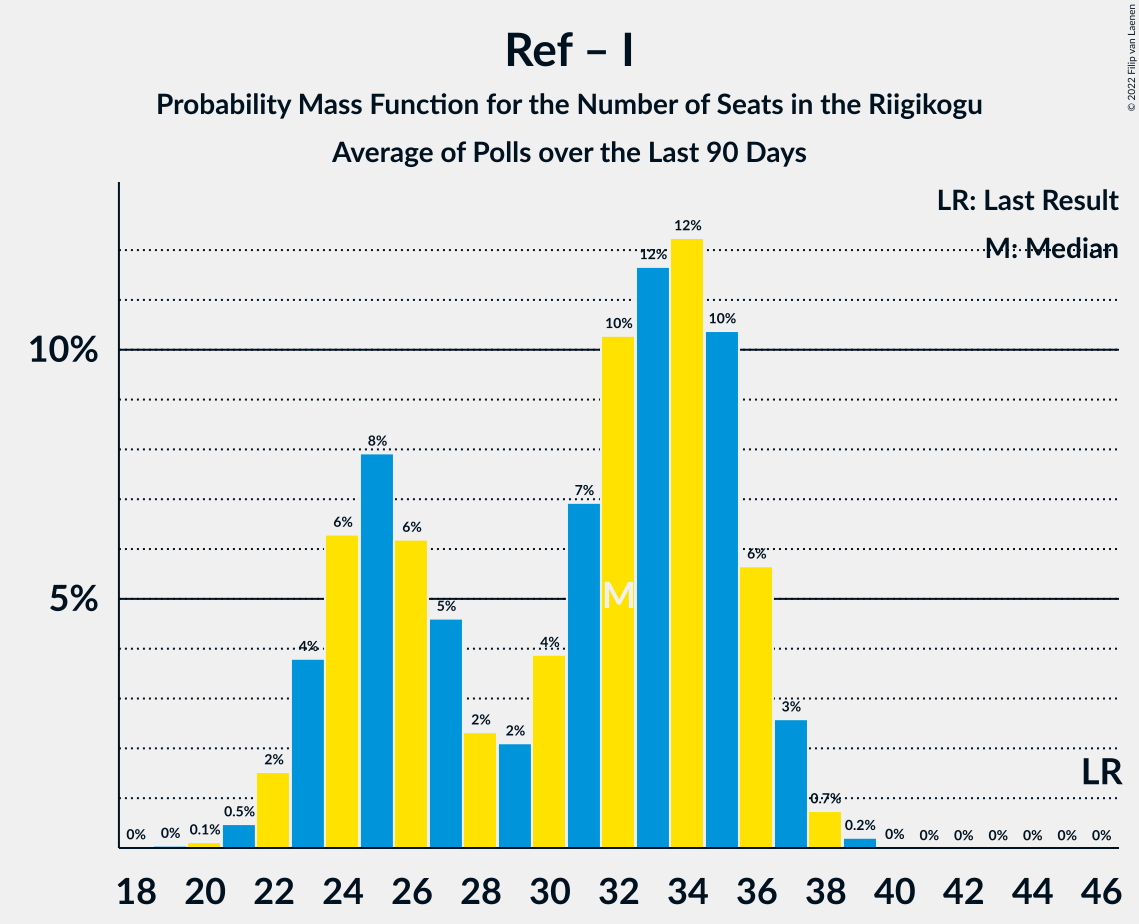 Ref – I
Probability Mass Function for the Number of Seats in the Riigikogu
Average of Polls over the Last 90 Days
© 2022 Filip van Laenen
LR: Last Result
M: Median
10%
5%
0% 0% 0.1% 0.5% 2% 4% 6% 8% 6% 5% 2% 2% 4% 7% 10% 12% 12% 10% 6% 3% 0.7% 0.2% 0% 0% 0% 0% 0% 0% 0%
M
LR
18 20 22 24 26 28 30 32 34 36 38 40 42 44 46